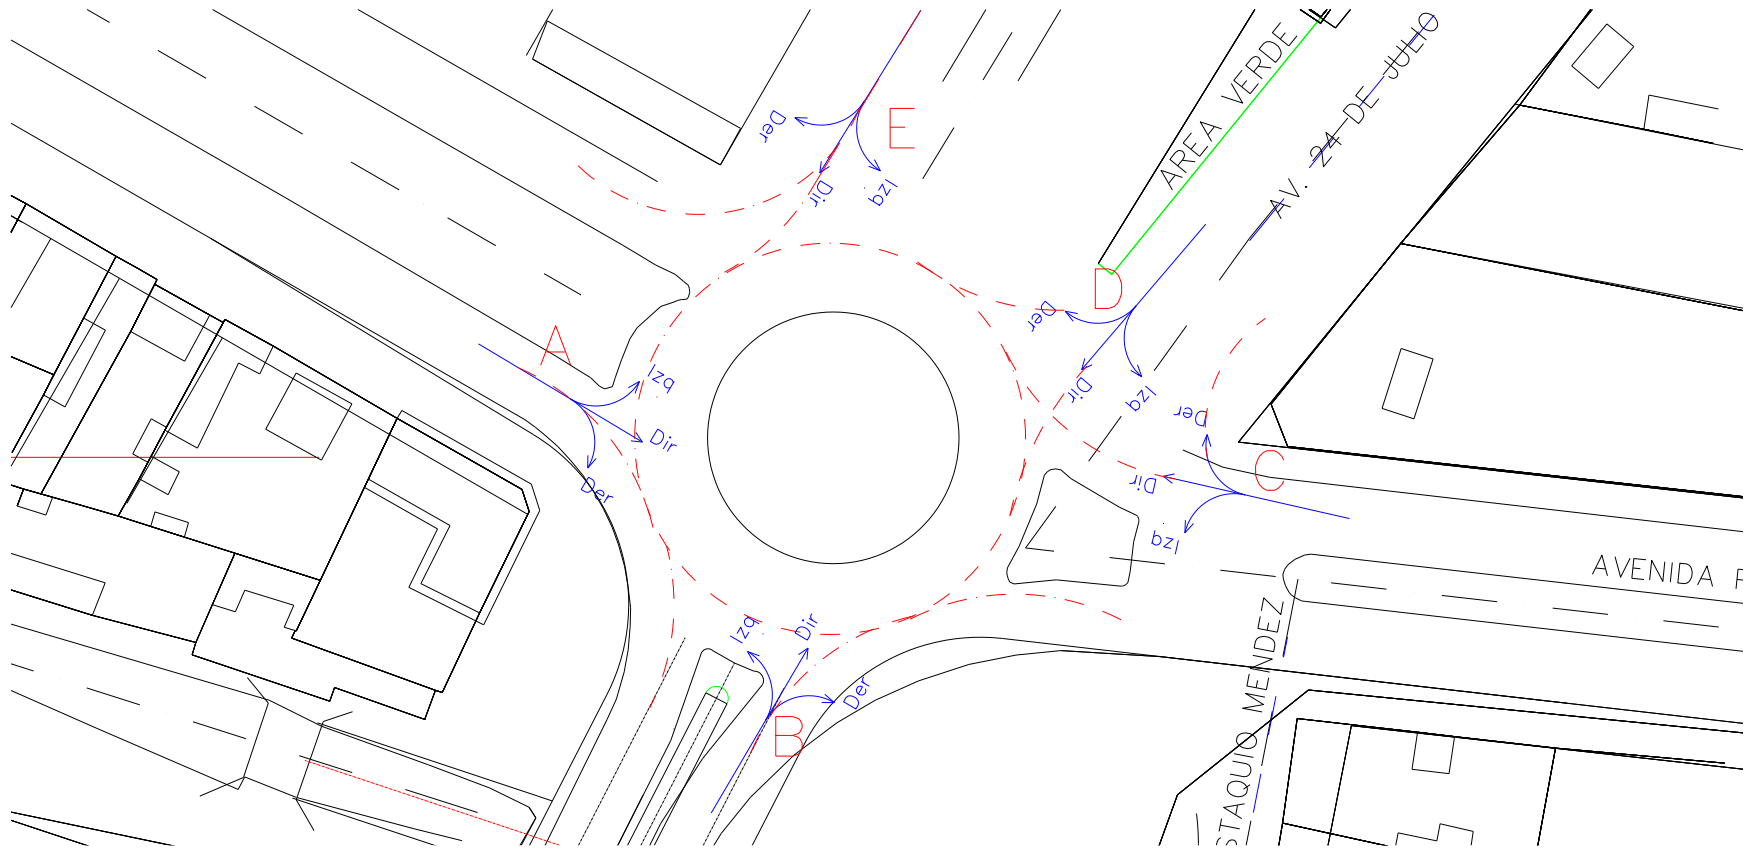 AREA VERDE
AV. 24 DE JULIO
E
Der
Dir
Izq
D
Der
Dir
Izq
A
Izq
Dir
Der
C
Der
Dir
Izq
AVENIDA
B
Izq
Dir
Der
STAQUIO MENDEZ